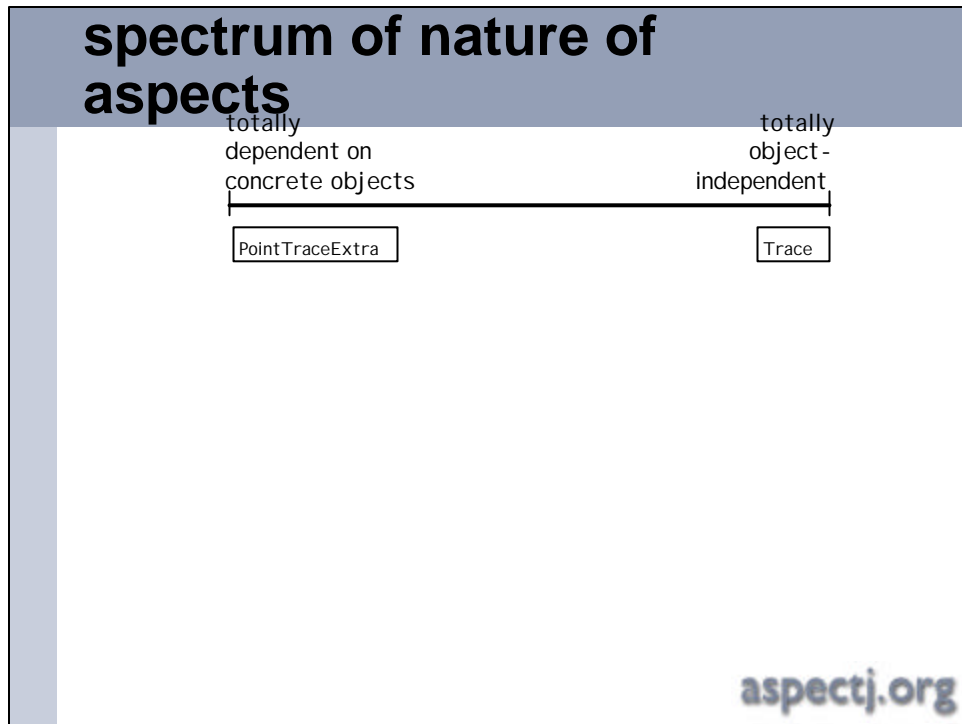 spectrum of nature of
aspects
totally
dependent on
concrete objects
totally
object-
independent
PointTraceExtra
Trace
aspectj.org